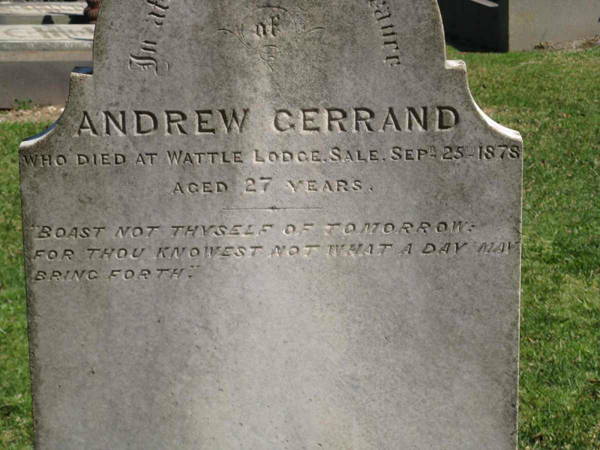 In
of
ANDREW GERRAND
WHO DIED AT WATTLE LODGE. SALE. SEPR. 25TH 1878
AGED 27 YEARS.
"BOAST NOT THYSELF OF TOMORROW:
FOR THOU KNOWEST NOT WHAT A DAY MAY
BRING FORTH."